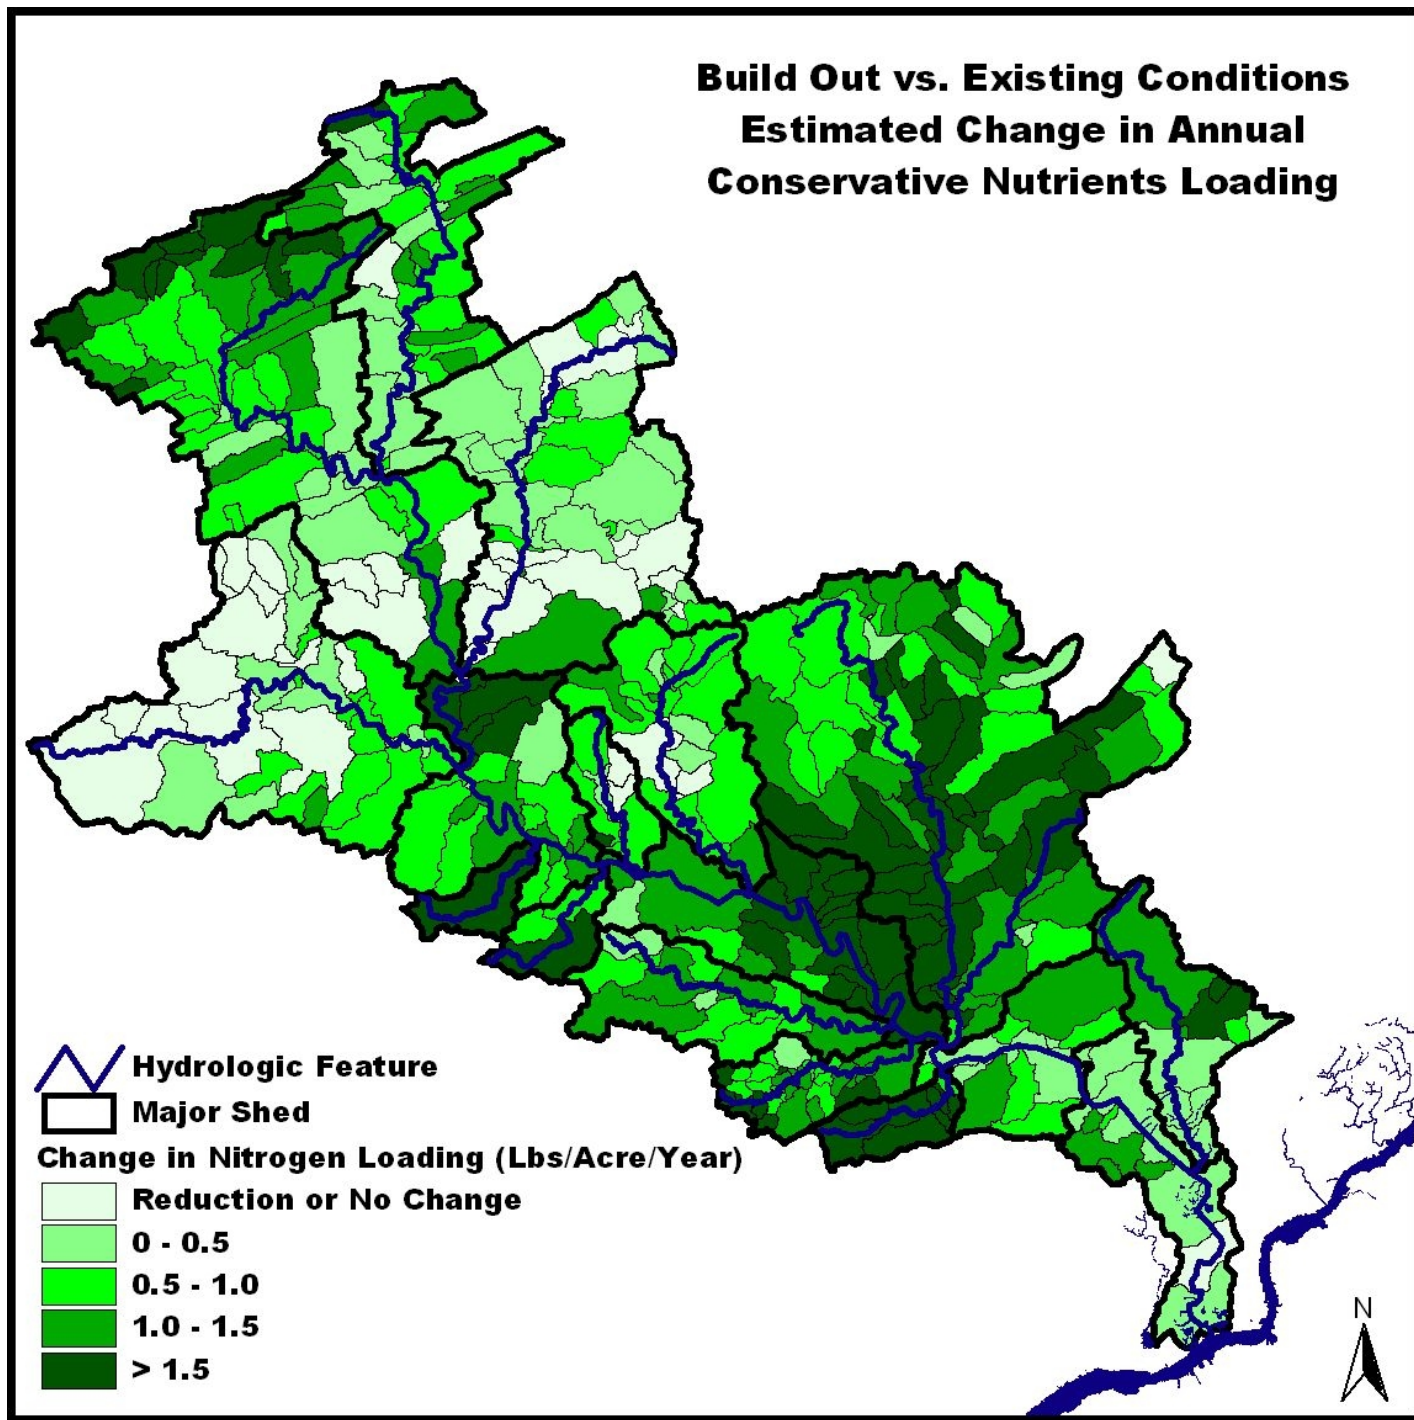 Build Out vs. Existing Conditions
Estimated Change in Annual
Conservative Nutrients Loading
Hydrologic Feature
Major Shed
Change in Nitrogen Loading (Lbs/Acre/Year)
Reduction or No Change
0 - 0.5
0.5 - 1.0
1.0 - 1.5
> 1.5
N